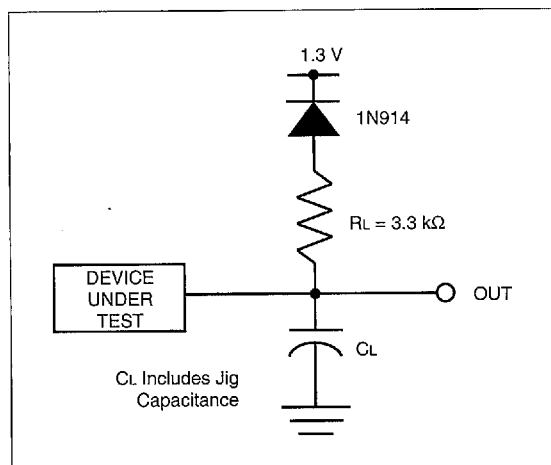 1.3 V
1N914
RL = 3.3 kΩ
DEVICE
UNDER
TEST
OUT
CL
CL Includes Jig
Capacitance